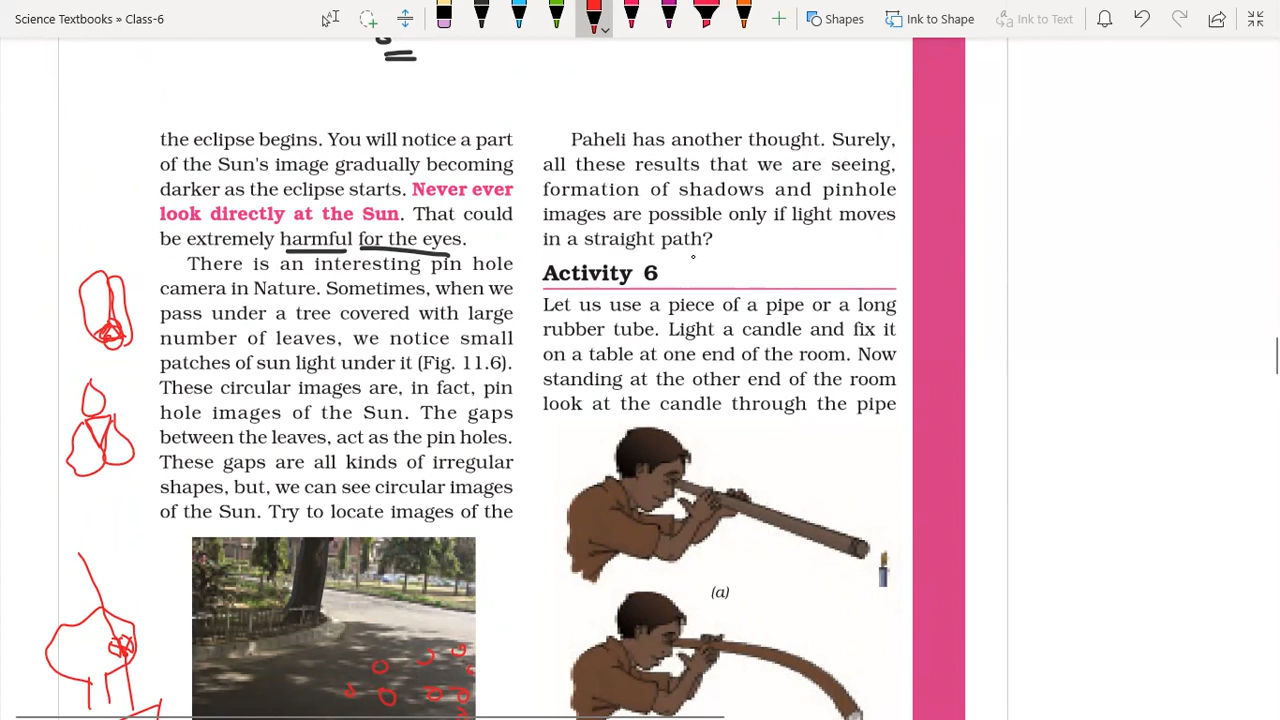 Science Textbooks » Class-6
Shapes
Ink to Shape
Ink to Text
the eclipse begins. You will notice a part
of the Sun's image gradually becoming
darker as the eclipse starts. Never ever
look directly at the Sun. That could
be extremely harmful for the eyes.
There is an interesting pin hole
camera in Nature. Sometimes, when we
pass under a tree covered with large
number of leaves, we notice small
patches of sun light under it (Fig. 11.6).
These circular images are, in fact, pin
hole images of the Sun. The gaps
between the leaves, act as the pin holes.
These gaps are all kinds of irregular
shapes, but, we can see circular images
of the Sun. Try to locate images of the
Paheli has another thought. Surely,
all these results that we are seeing,
formation of shadows and pinhole
images are possible only if light moves
in a straight path?
Activity 6
Let us use a piece of a pipe or a long
rubber tube. Light a candle and fix it
on a table at one end of the room. Now
standing at the other end of the room
look at the candle through the pipe
(a)